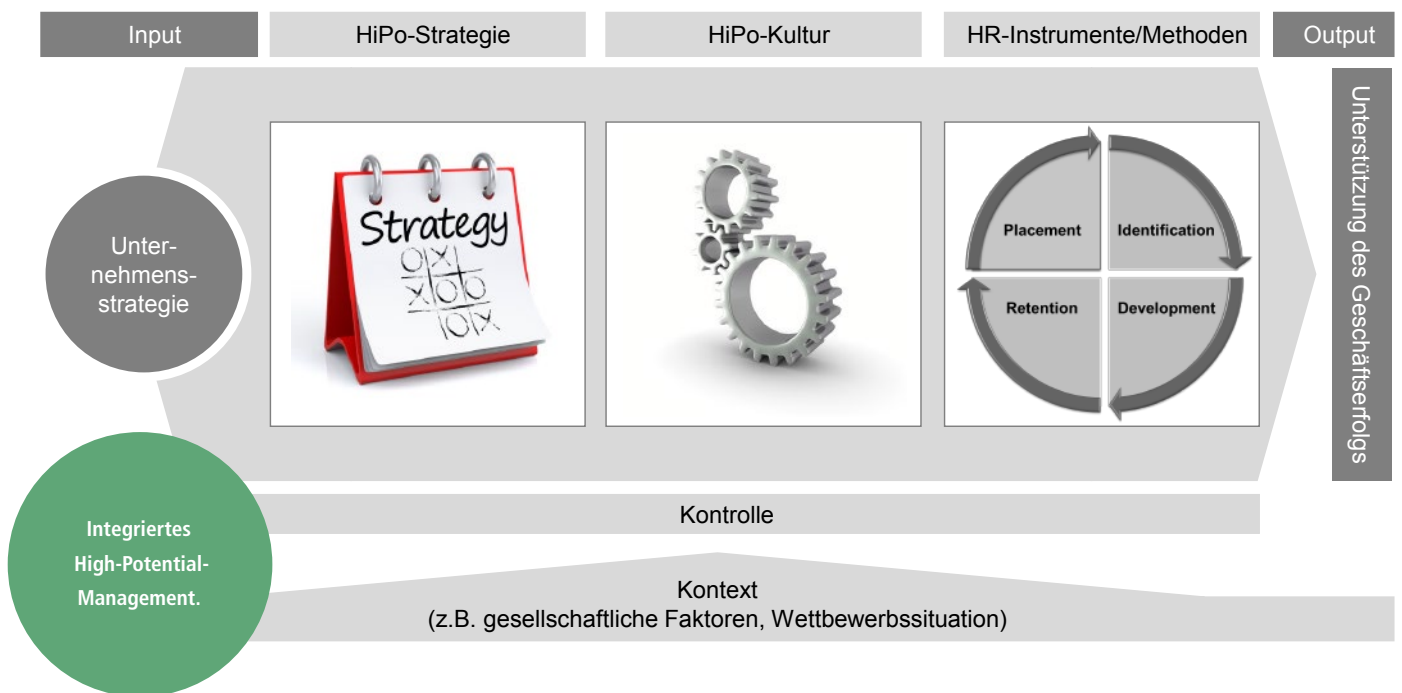 Input
HiPo-Strategie
HiPo-Kultur
HR-Instrumente/Methoden
Output
Unter-
nehmens-
strategie
Strategy
O X
X O O
O X
Placement
Identification
Retention
Development
Unterstützung des Geschäftserfolgs
Integriertes
High-Potential-
Management.
Kontrolle
Kontext
(z.B. gesellschaftliche Faktoren, Wettbewerbssituation)